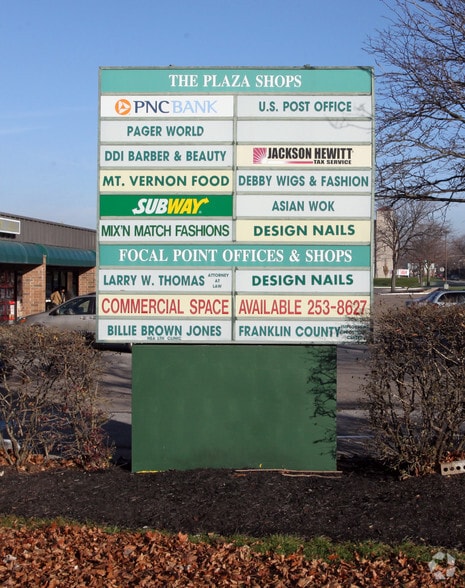 THE PLAZA SHOPS
PNC BANK U.S. POST OFFICE
PAGER WORLD
DDI BARBER & BEAUTY JACKSON HEWITT
TAX SERVICE
MT. VERNON FOOD DEBBY WIGS & FASHION
SUBWAY ASIAN WOK
MIX'N MATCH FASHIONS DESIGN NAILS
FOCAL POINT OFFICES & SHOPS
LARRY W. THOMAS ATTORNEY AT LAW DESIGN NAILS
COMMERCIAL SPACE AVAILABLE 253-8627
BILLIE BROWN JONES FRANKLIN COUNTY